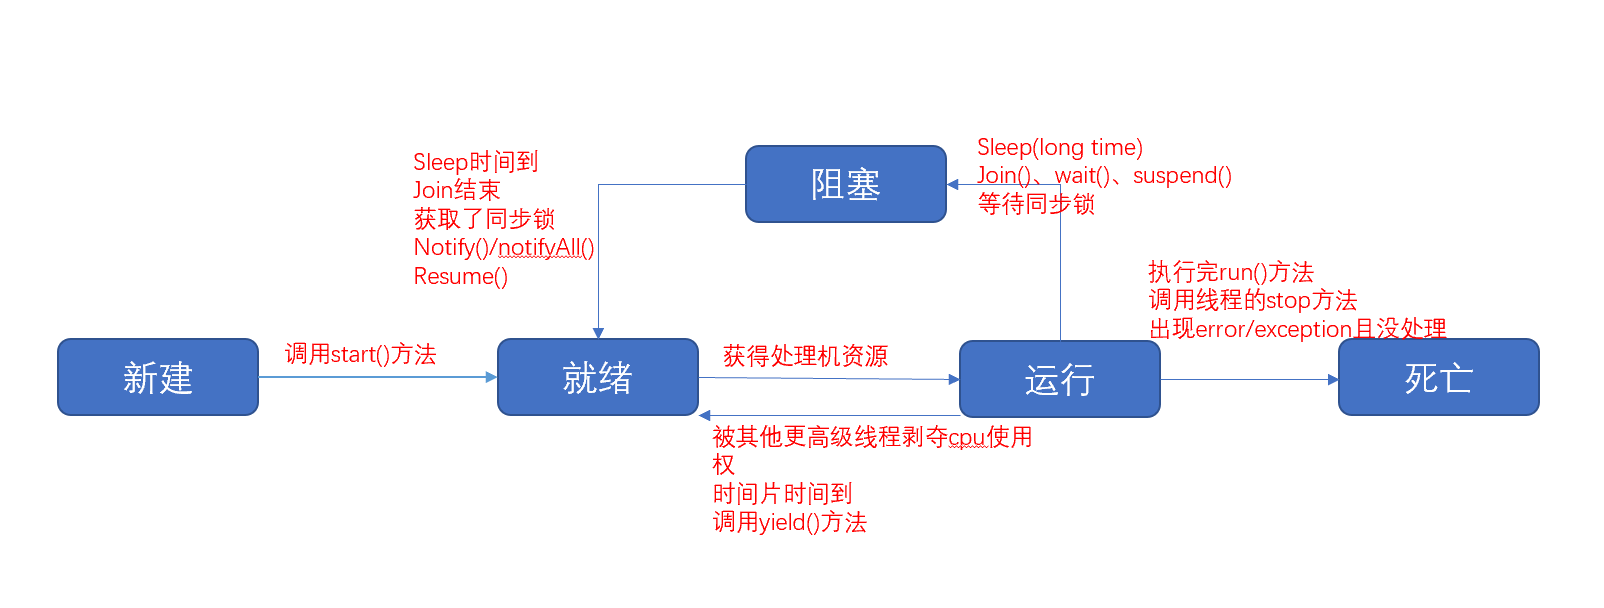 Sleep(long time)
Join()、wait()、suspend()
等待同步锁
阻塞
Sleep时间到
Join结束
获取了同步锁
Notify()/notifyAll()
Resume()
执行完run()方法
调用线程的stop方法
出现error/exception且没处理
新建
调用start()方法
就绪
获得处理机资源
运行
死亡
被其他更高级线程剥夺cpu使用
权
时间片时间到
调用yield()方法